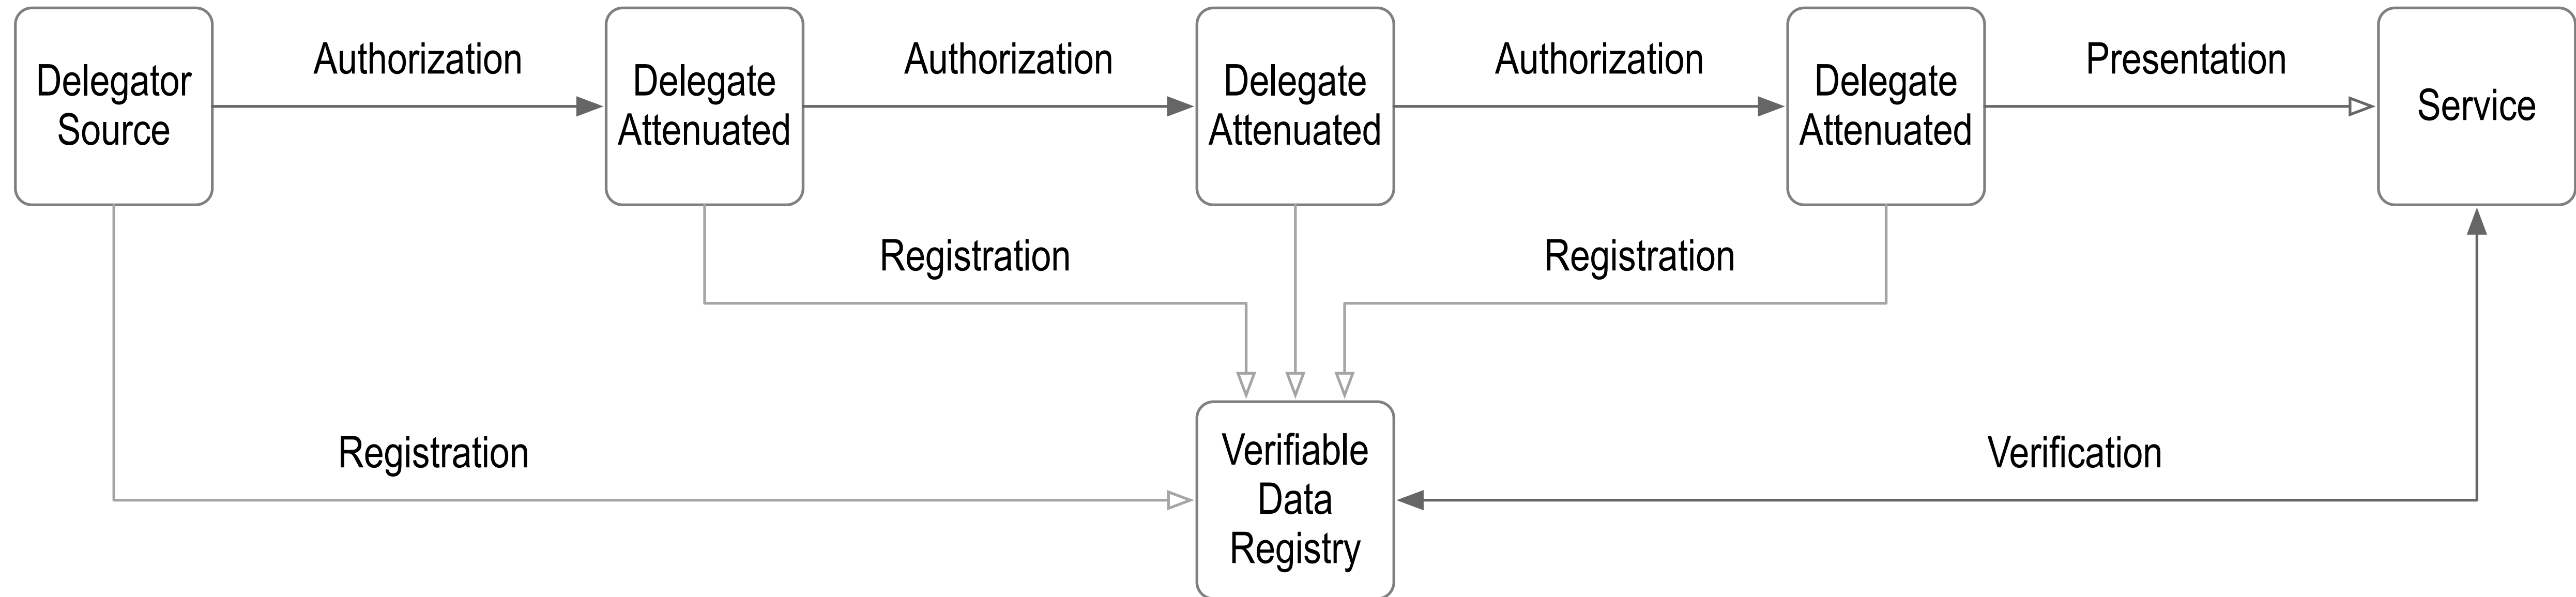 Delegator
Source
Authorization
Delegate
Attenuated
Authorization
Delegate
Attenuated
Authorization
Delegate
Attenuated
Presentation
Service
Registration
Registration
Registration
Verifiable
Data
Registry
Verification